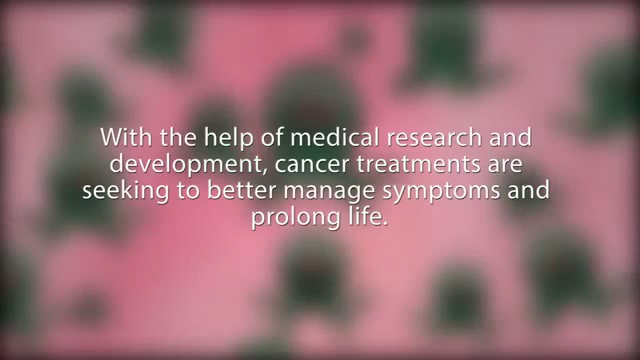 With the help of medical research and
development, cancer treatments are
seeking to better manage symptoms and
prolong life.